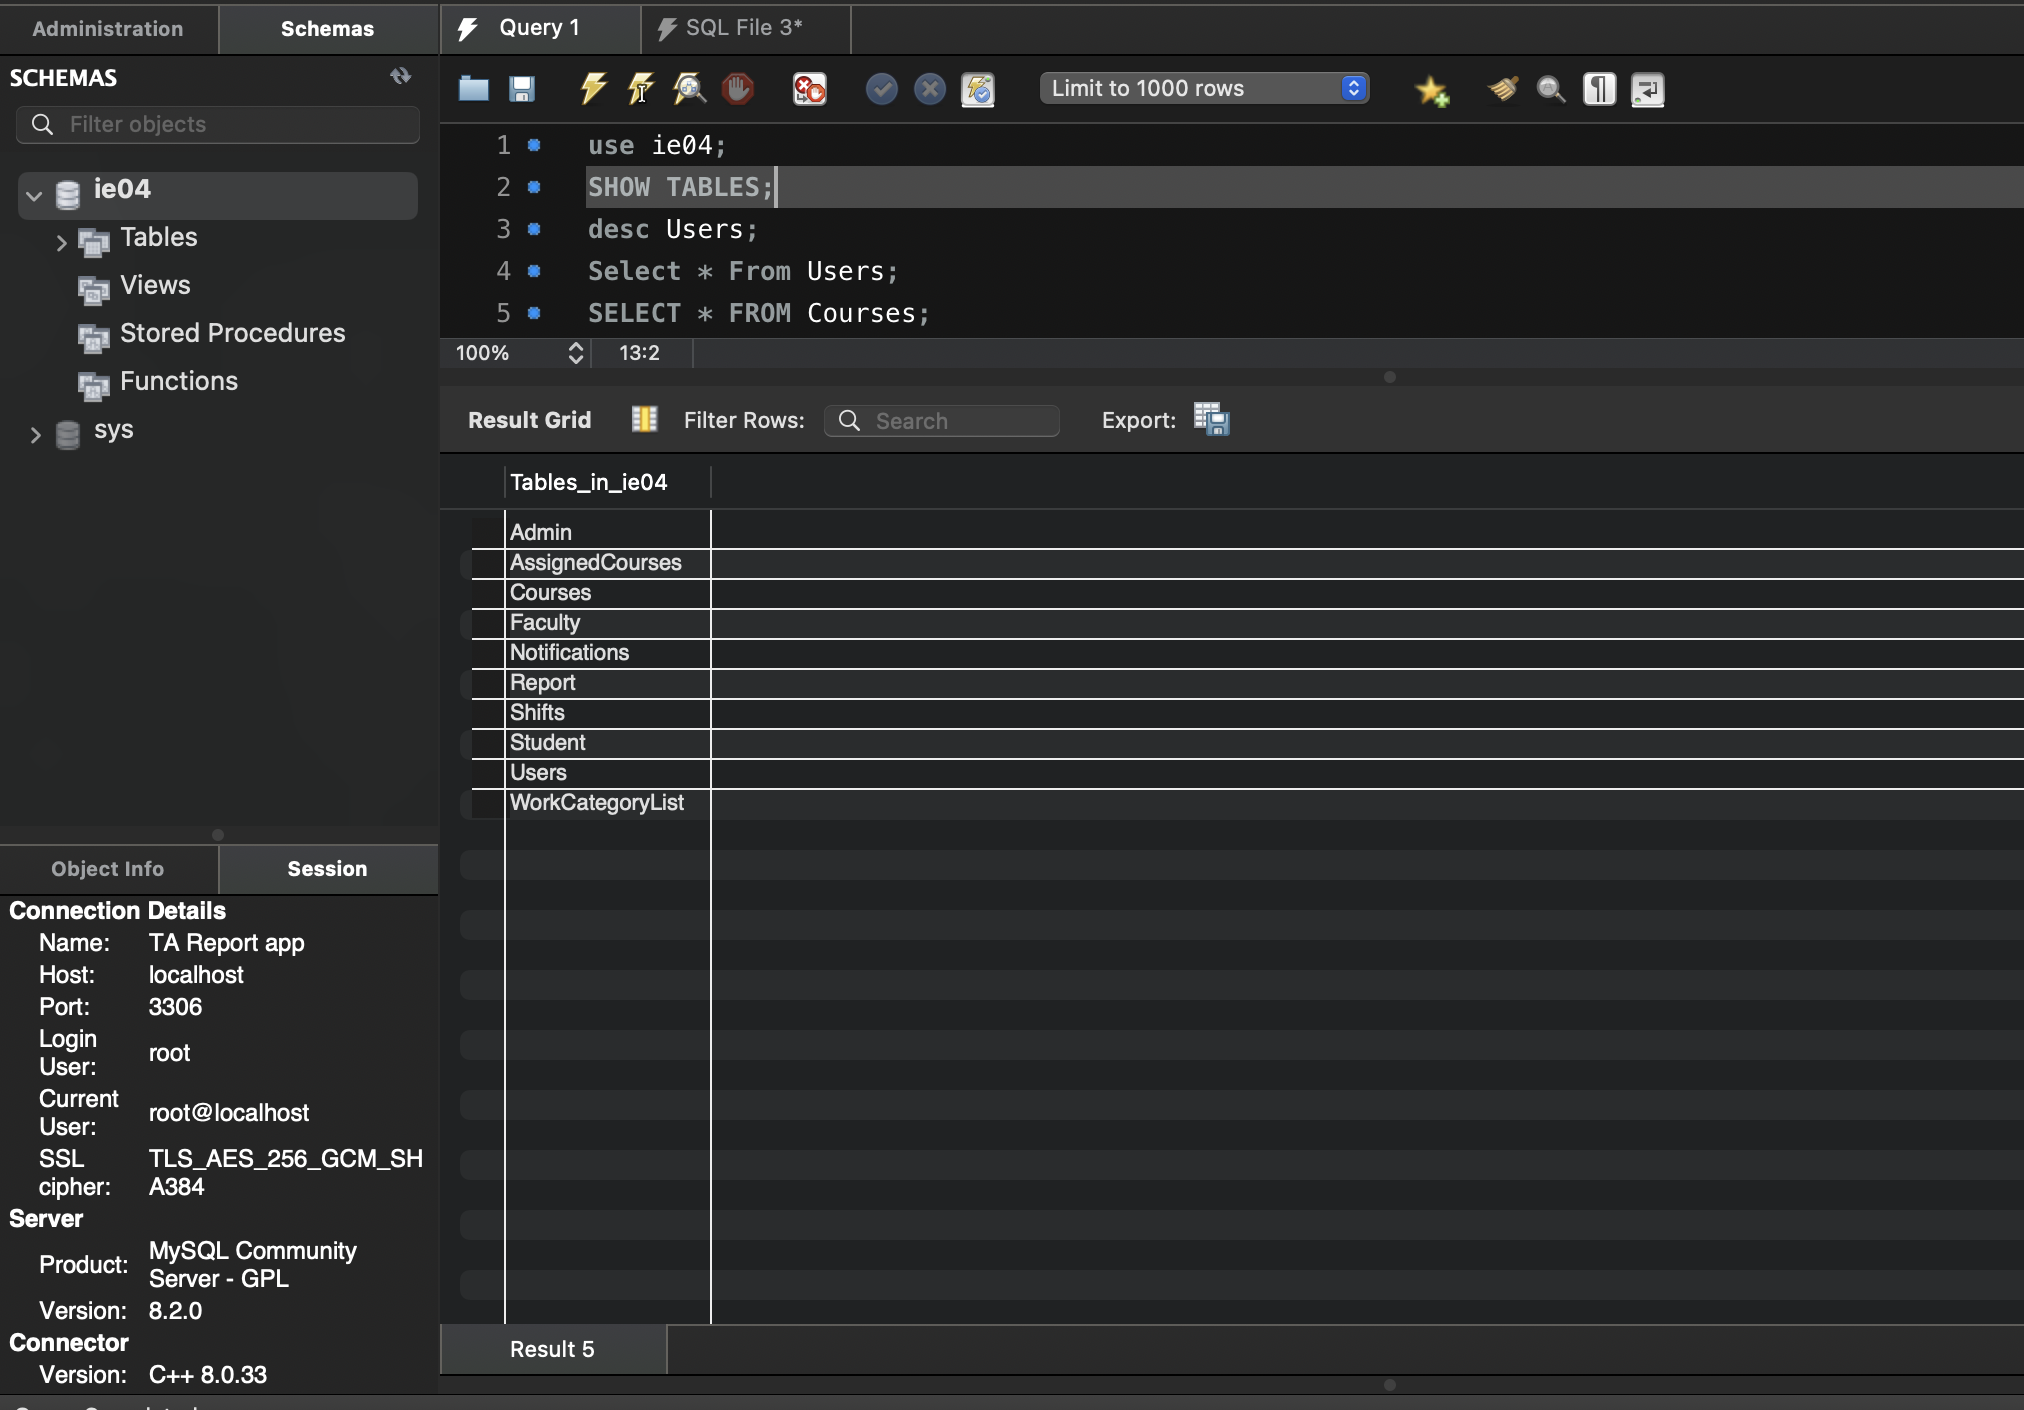 Administration
Schemas
Query 1
SQL File 3*
SCHEMAS
Filter objects
ie04
Tables
Views
Stored Procedures
Functions
sys
Limit to 1000 rows
1 use ie04;
2 SHOW TABLES;
3 desc Users;
4 Select * From Users;
5 SELECT * FROM Courses;
100%
13:2
Result Grid
Filter Rows:
Search
Export:
Tables_in_ie04
Admin
AssignedCourses
Courses
Faculty
Notifications
Report
Shifts
Student
Users
WorkCategoryList
Result 5
Object Info
Session
Connection Details
Name: TA Report app
Host: localhost
Port: 3306
Login
User: root
Current
User: root@localhost
SSL TLS_AES_256_GCM_SH
cipher: A384
Server
Product: MySQL Community
Server - GPL
Version: 8.2.0
Connector
Version: C++ 8.0.33